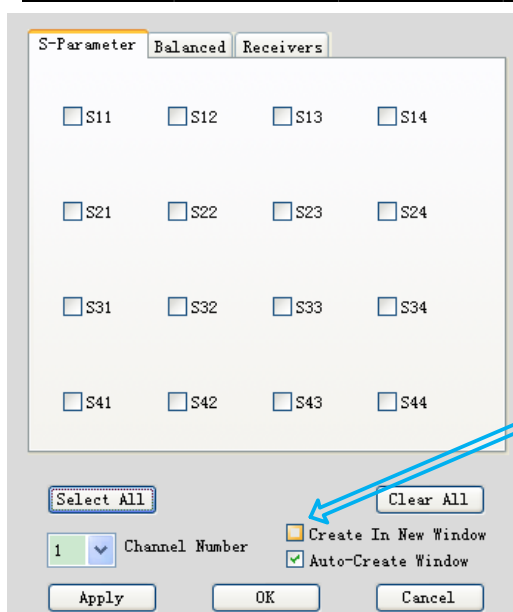 S-Parameter Balanced Receivers
S11 S12 S13 S14
S21 S22 S23 S24
S31 S32 S33 S34
S41 S42 S43 S44
Select All Clear All
Create In New Window
1 Channel Number
Auto-Create Window
Apply OK Cancel